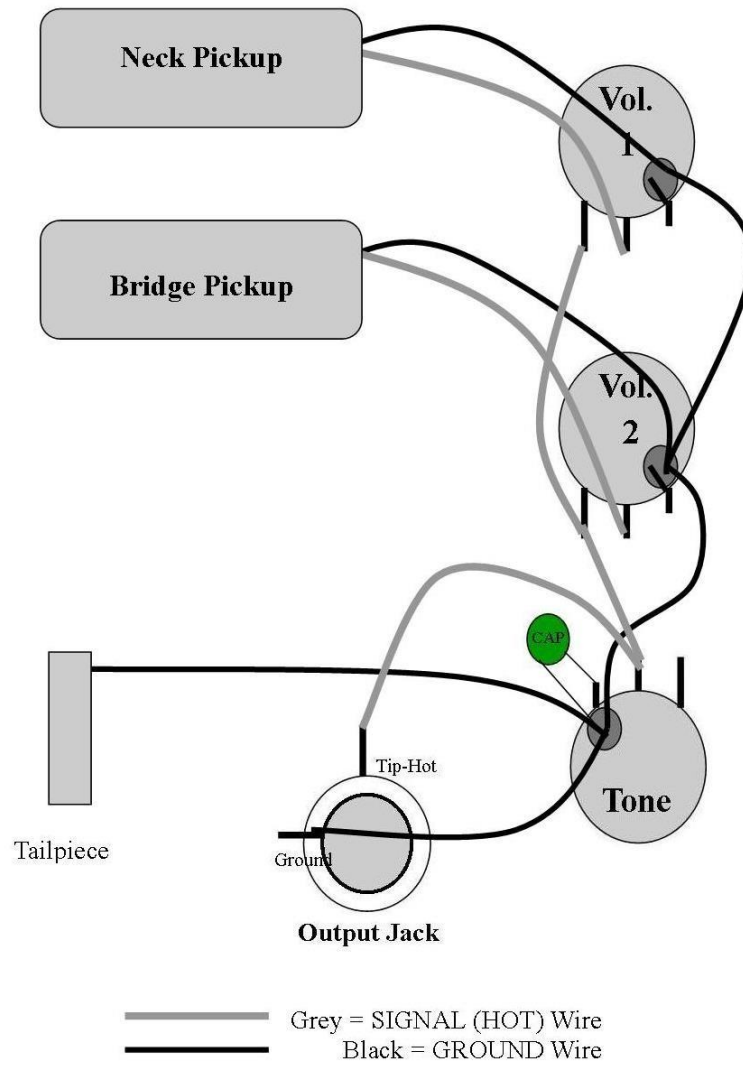 Neck Pickup
Vol.
1
Bridge Pickup
Vol.
2
CAP
Tip-Hot
Tone
Tailpiece
Ground
Output Jack
Grey = SIGNAL (HOT) Wire
Black = GROUND Wire